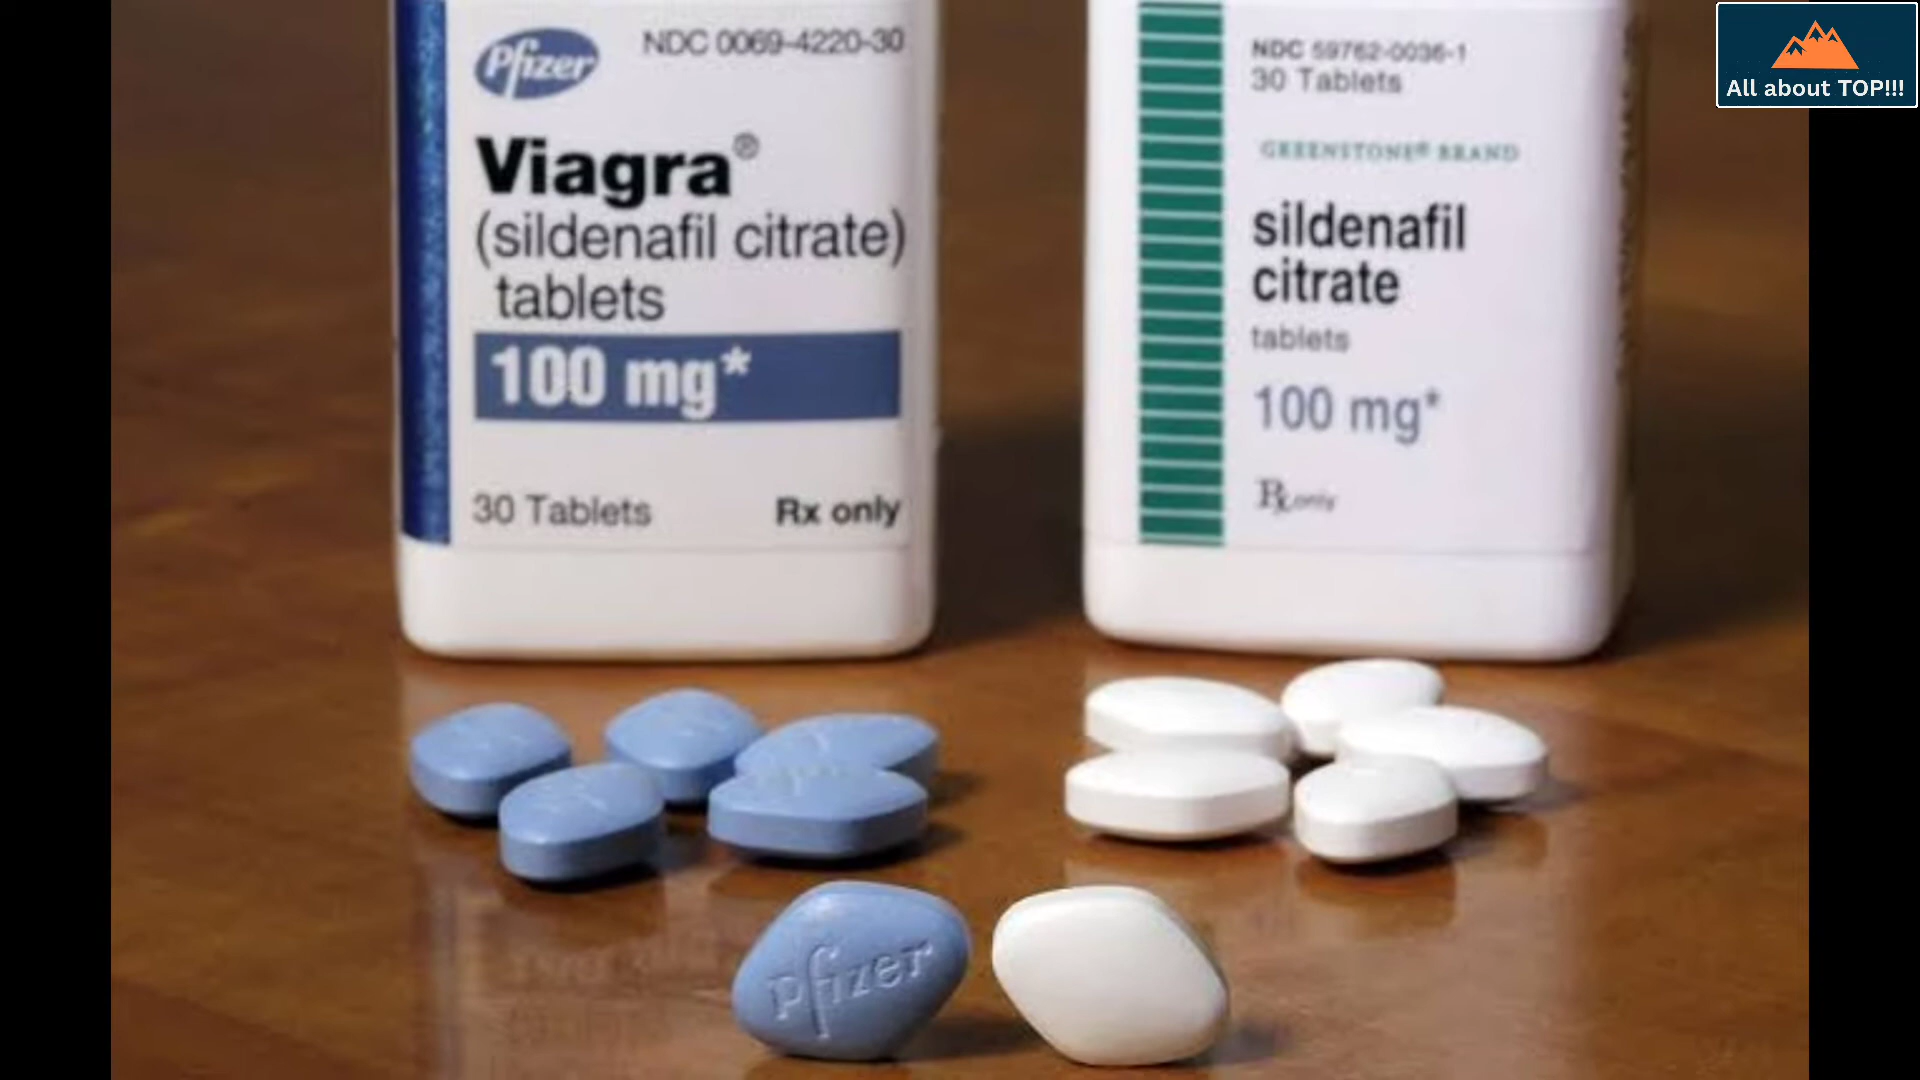 Pfizer
NDC 0069-4220-30
Viagra®
(sildenafil citrate)
tablets
100 mg*
30 Tablets
Rx only
NDC 59762-0036-1
30 Tablets
GREENSTONE® BRAND
sildenafil
citrate
tablets
100 mg*
Rx only
Pfizer
All about TOP!!!